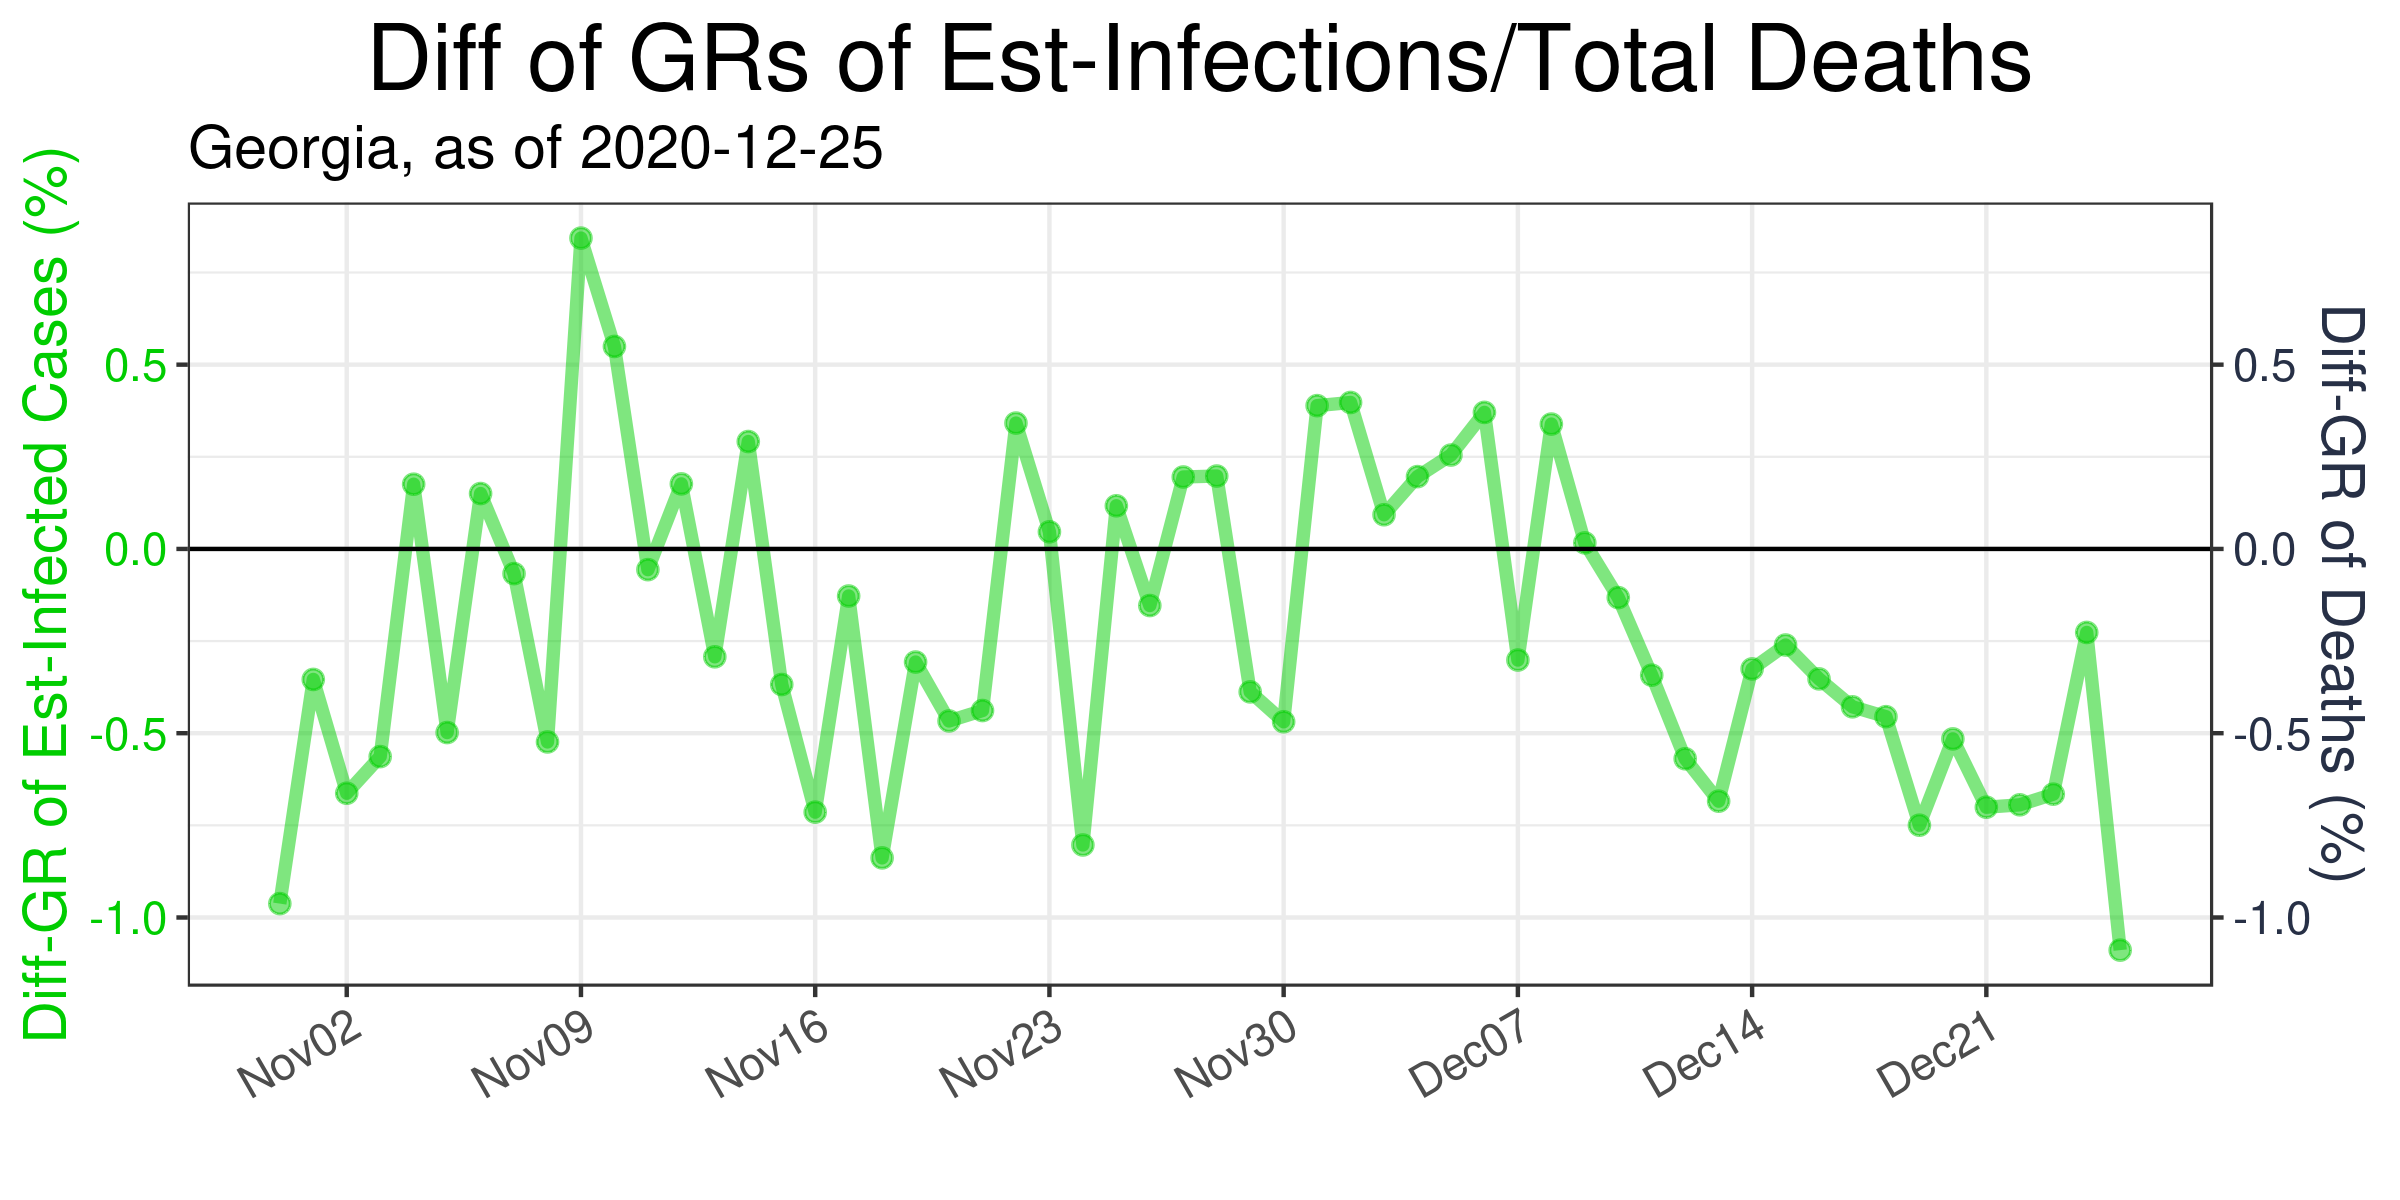 Diff of GRs of Est-Infections/Total Deaths
Georgia, as of 2020-12-25
Diff-GR of Est-Infected Cases (%)
0.5
0.0
-0.5
-1.0
0.5
0.0
-0.5
-1.0
Diff-GR of Deaths (%)
Nov02
Nov09
Nov16
Nov23
Nov30
Dec07
Dec14
Dec21